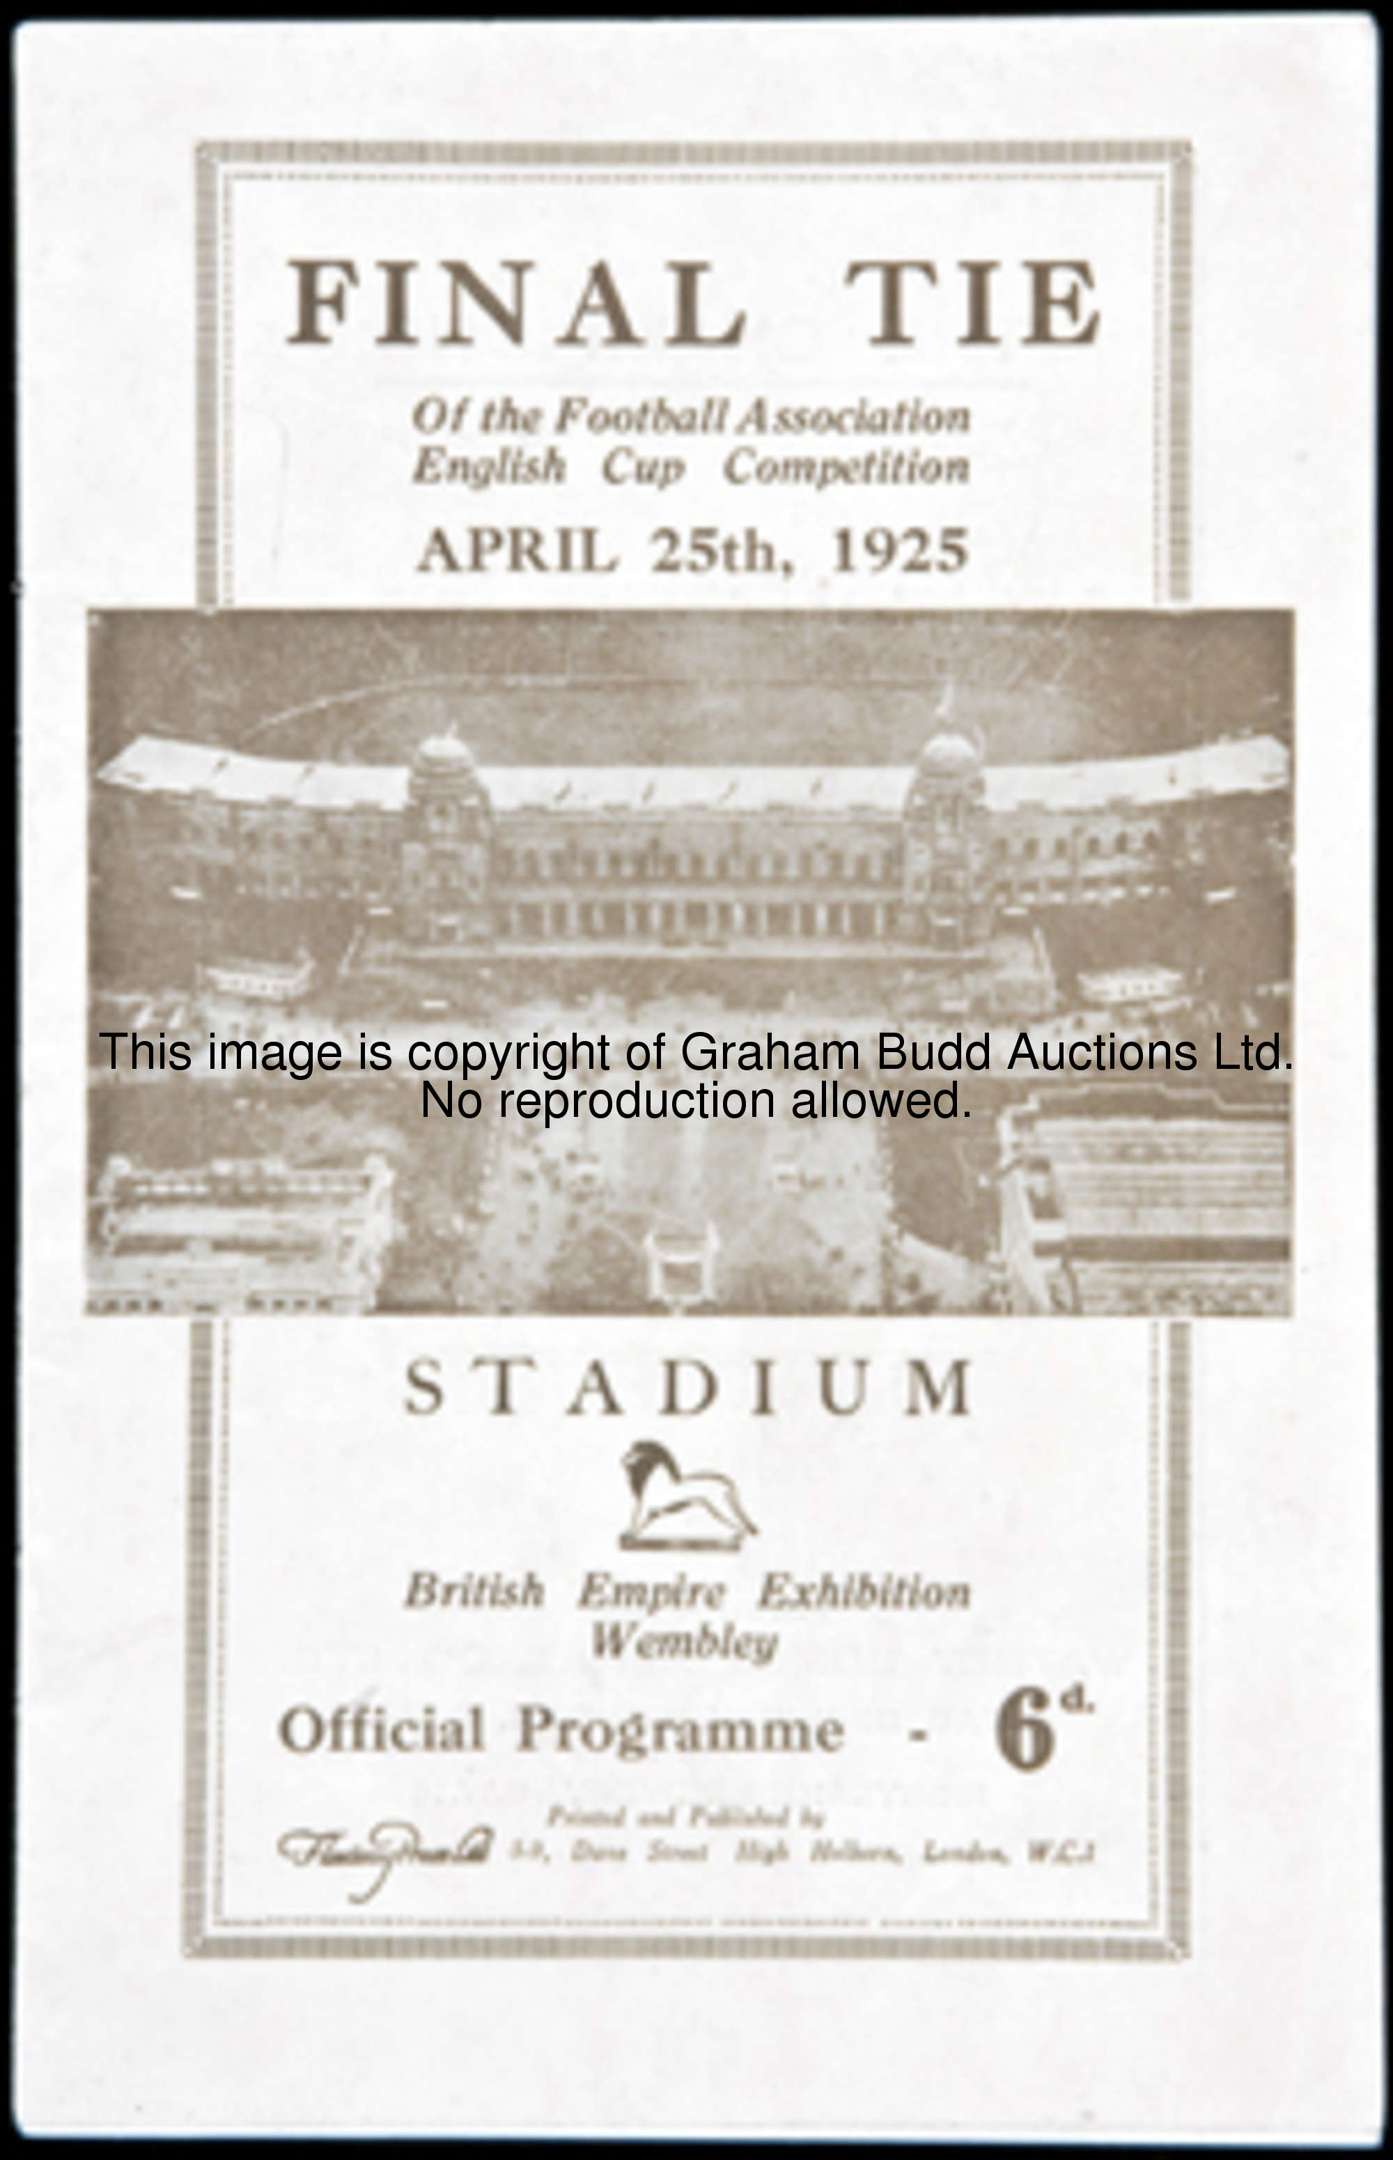 FINAL TIE
Of the Football Association
English Cup Competition
APRIL 25th, 1925
This image is copyright of Graham Budd Auctions Ltd.
No reproduction allowed.
STADIUM
British Empire Exhibition
Wembley
Official Programme - 6d.
Printed and Published by
Dane Street High Holborn, London, W.C.1